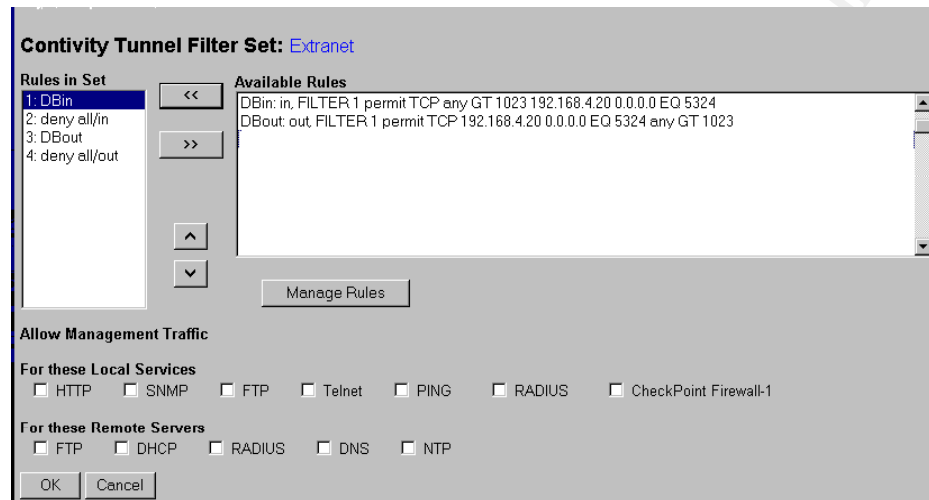 Contivity Tunnel Filter Set: Extranet
Rules in Set
<<
Available Rules
1: DBin
2: deny all/in
3: DBout
4: deny all/out
>>
DBin: in, FILTER 1 permit TCP any GT 1023 192.168.4.20 0.0.0.0 EQ 5324
DBout: out, FILTER 1 permit TCP 192.168.4.20 0.0.0.0 EQ 5324 any GT 1023
Manage Rules
Allow Management Traffic
For these Local Services
HTTP SNMP FTP Telnet PING RADIUS CheckPoint Firewall-1
For these Remote Servers
FTP DHCP RADIUS DNS NTP
OK Cancel